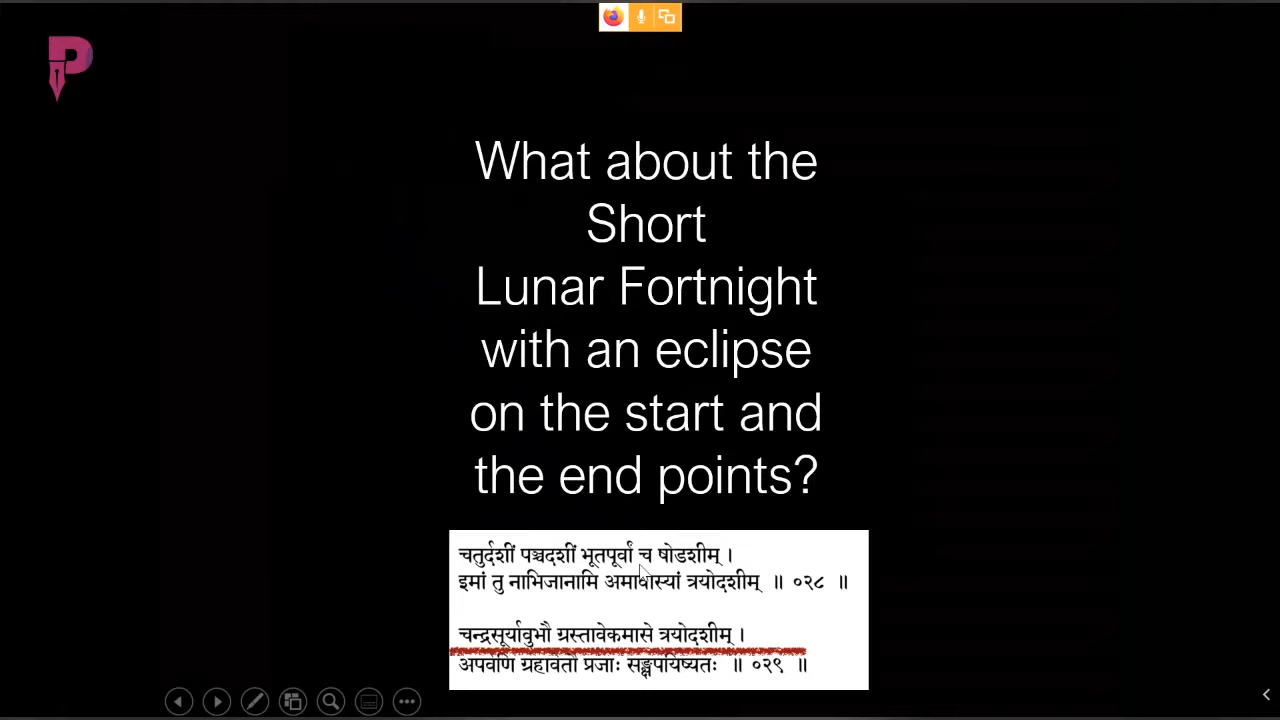 P
What about the
Short
Lunar Fortnight
with an eclipse
on the start and
the end points?
चतुर्दशीं पञ्चदशीं भूतपूर्वां च षोडशीम् ।
इमां तु नाभिजानामि अमावास्यां त्रयोदशीम् ॥ ०२८ ॥
चन्द्रसूर्यावुभौ ग्रस्तावेकमासे त्रयोदशीम् ।
अपर्वणि ग्रहावेतौ प्रजाः सङ्क्षपयिष्यतः ॥ ०२९ ॥